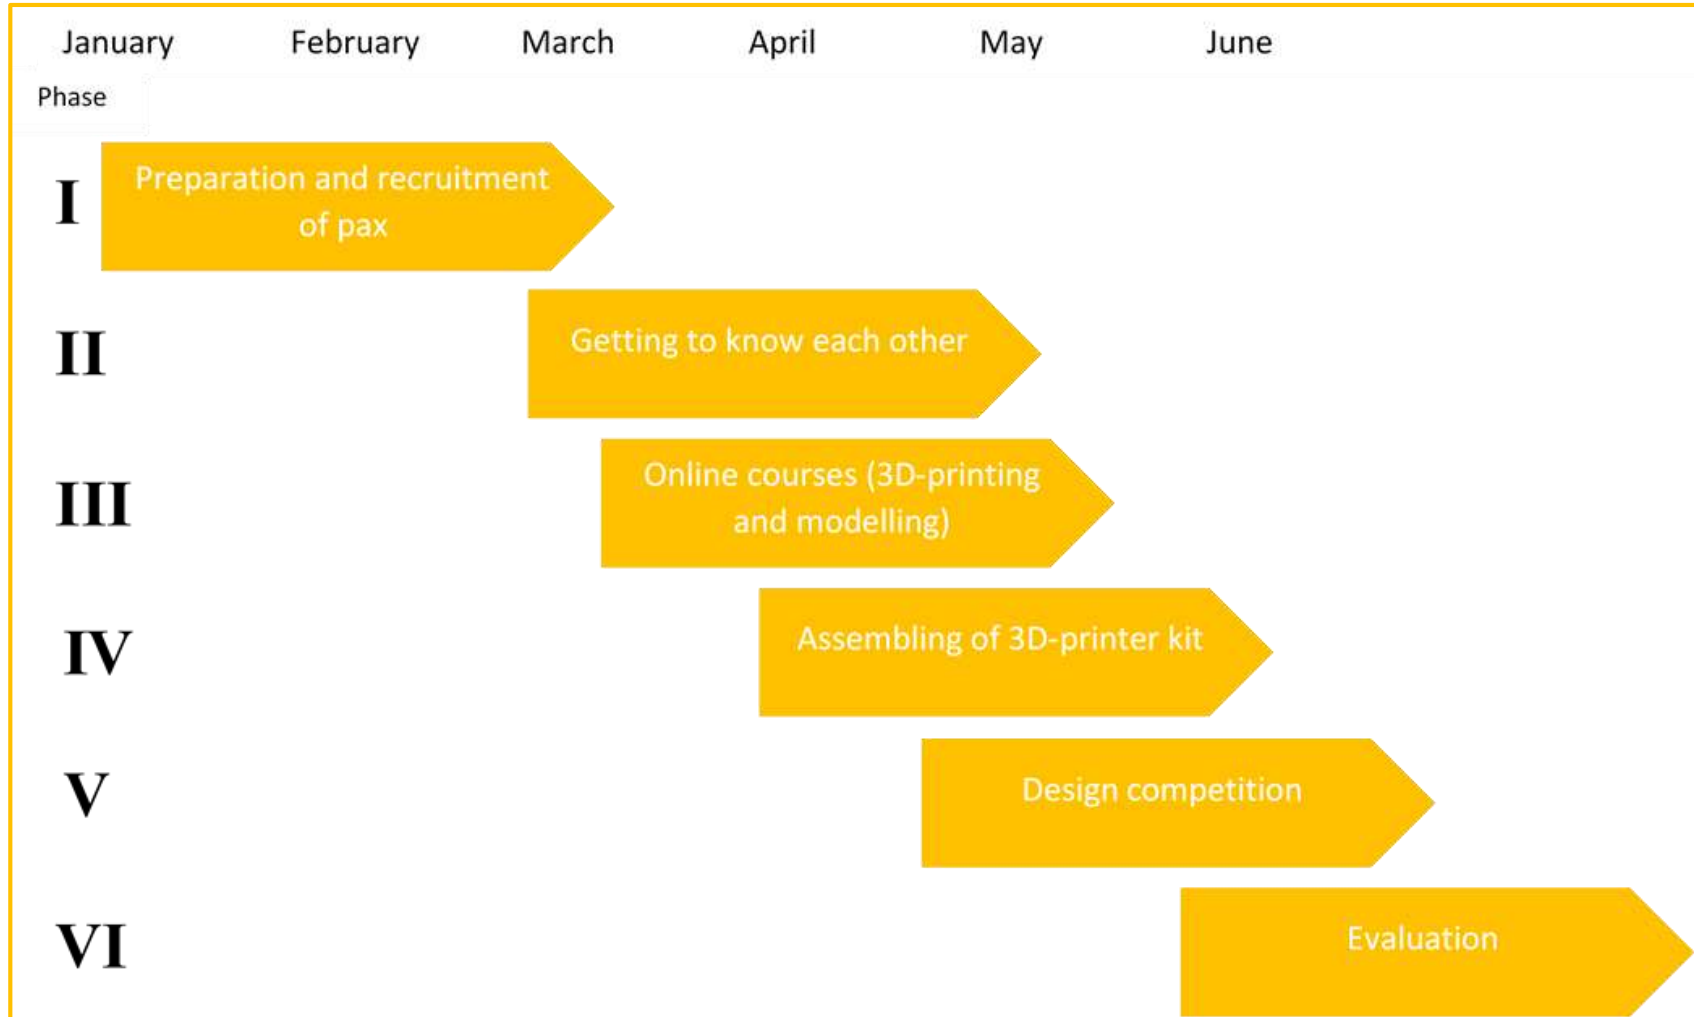 January February March April May June
Phase
I
Preparation and recruitment
of pax
II
Getting to know each other
III
Online courses (3D-printing
and modelling)
IV
Assembling of 3D-printer kit
V
Design competition
VI
Evaluation